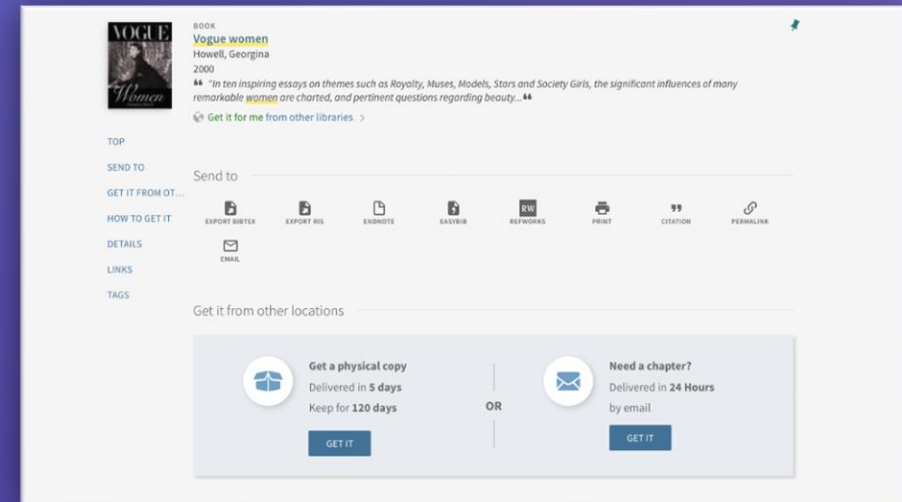 VOGUE
Women
BOOK
Vogue women
Howell, Georgina
2000
"In ten inspiring essays on themes such as Royalty, Muses, Models, Stars and Society Girls, the significant influences of many
remarkable women are charted, and pertinent questions regarding beauty...
Get it for me from other libraries >
TOP
SEND TO
GET IT FROM OT...
HOW TO GET IT
DETAILS
LINKS
TAGS
Send to
EXPORT BIBTEX
EXPORT RIS
ENDNOTE
EASYBIB
RW
REFWORKS
PRINT
CITATION
PERMALINK
EMAIL
Get it from other locations
Get a physical copy
Delivered in 5 days
Keep for 120 days
GET IT
OR
Need a chapter?
Delivered in 24 Hours
by email
GET IT